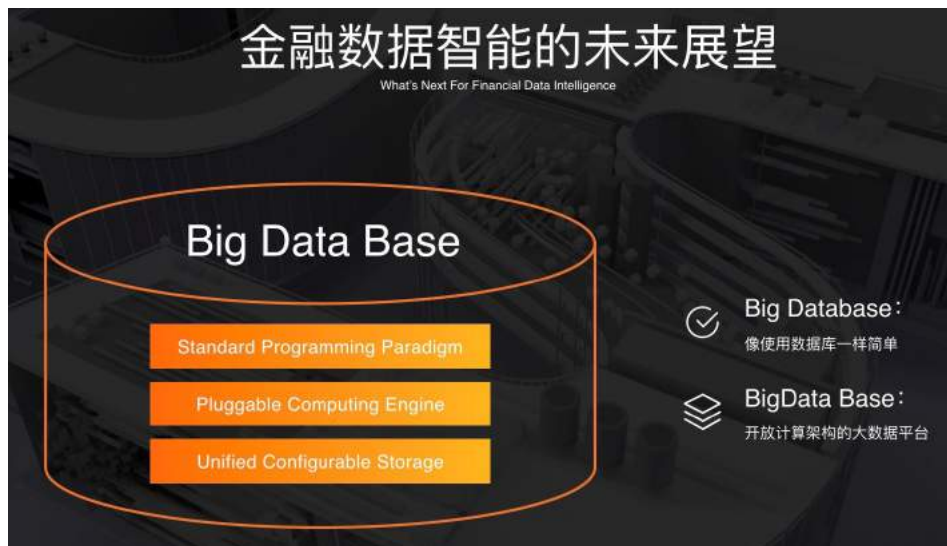 金融数据智能的未来展望
What's Next For Financial Data Intelligence
Big Data Base
Standard Programming Paradigm
Pluggable Computing Engine
Unified Configurable Storage
Big Database：
像使用数据库一样简单
BigData Base：
开放计算架构的大数据平台